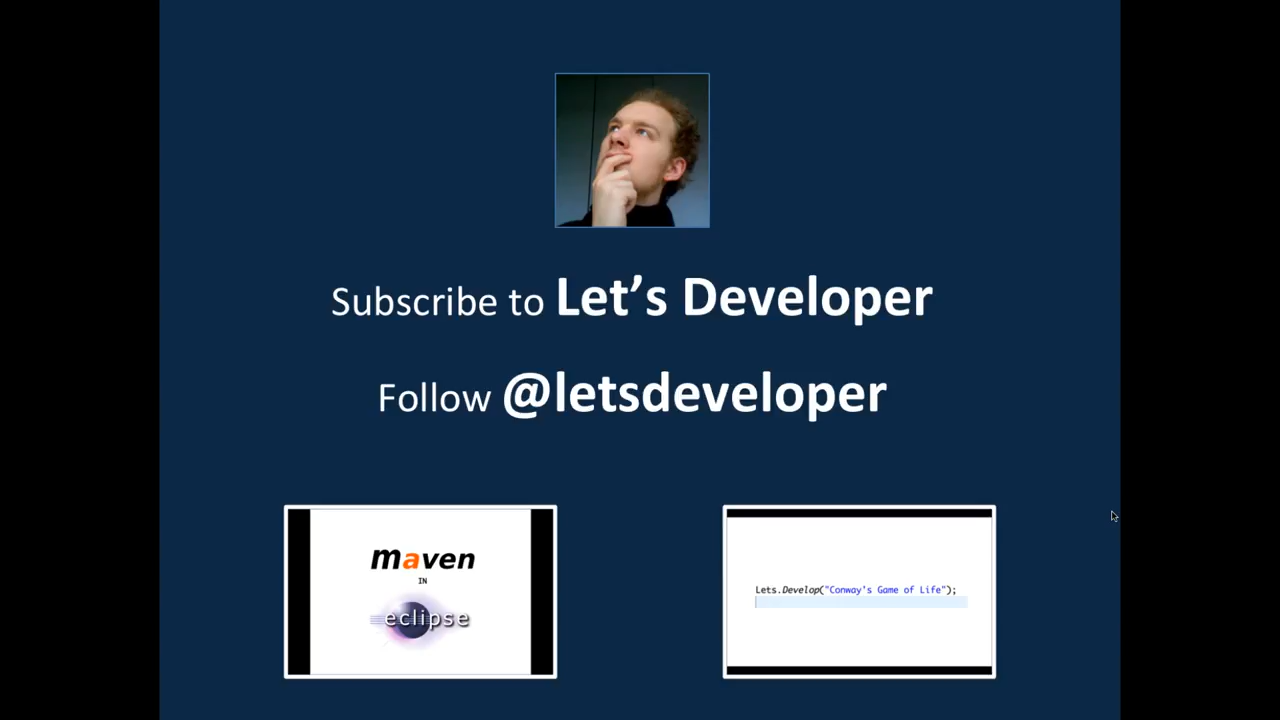 Subscribe to Let’s Developer
Follow @letsdeveloper
maven
IN
eclipse
Lets.Develop("Conway's Game of Life");